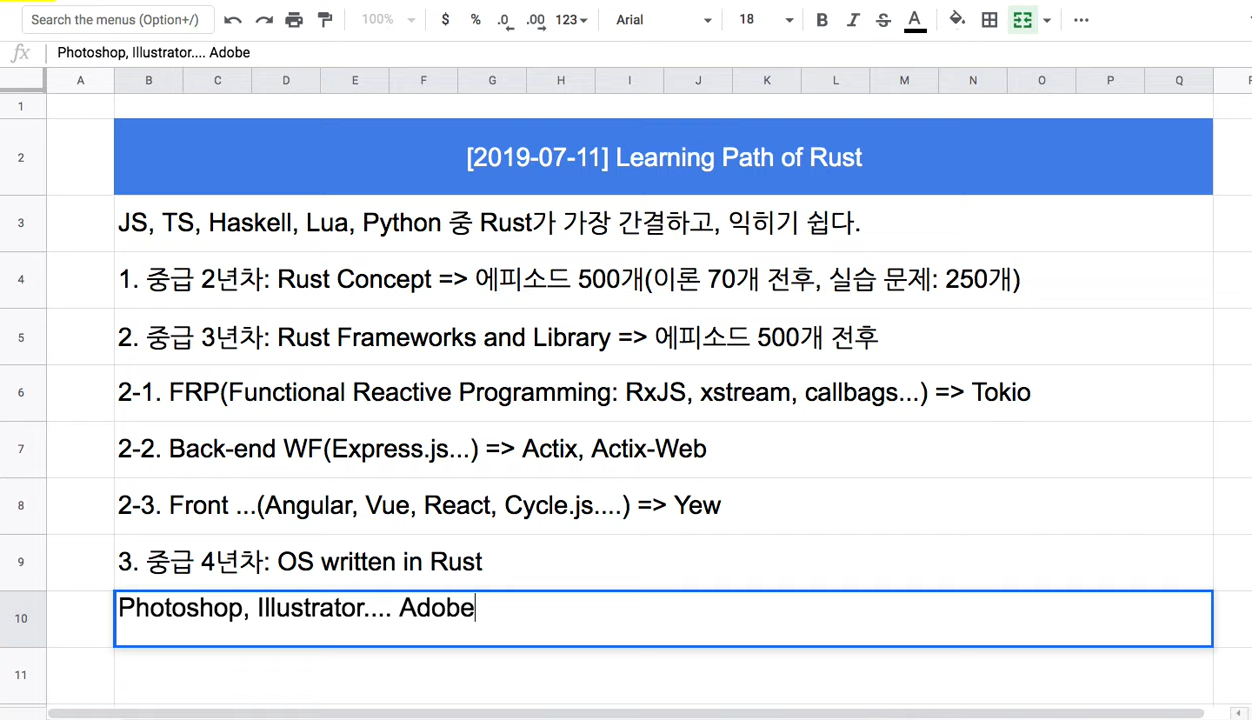 Search the menus (Option+/) 100% $ % .0 .00 123 Arial 18 B I S A
fx Photoshop, Illustrator.... Adobe
A B C D E F G H I J K L M N O P Q
1
2 [2019-07-11] Learning Path of Rust
3 JS, TS, Haskell, Lua, Python 중 Rust가 가장 간결하고, 익히기 쉽다.
4 1. 중급 2년차: Rust Concept => 에피소드 500개(이론 70개 전후, 실습 문제: 250개)
5 2. 중급 3년차: Rust Frameworks and Library => 에피소드 500개 전후
6 2-1. FRP(Functional Reactive Programming: RxJS, xstream, callbags...) => Tokio
7 2-2. Back-end WF(Express.js...) => Actix, Actix-Web
8 2-3. Front ...(Angular, Vue, React, Cycle.js....) => Yew
9 3. 중급 4년차: OS written in Rust
10 Photoshop, Illustrator.... Adobe
11